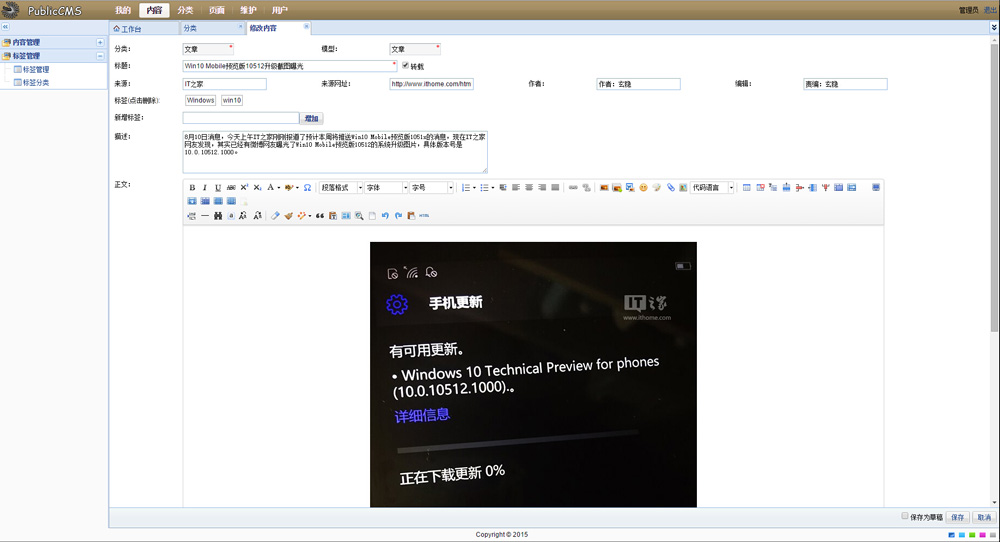 PublicCMS 我的 内容 分类 页面 维护 用户 管理员 退出
工作台 分类 修改内容
内容管理
标签管理
标签管理
标签分类
分类: 文章 * 模型: 文章 *
标题: Win10 Mobile预览版10512升级截图曝光 * 转载
来源: IT之家 来源网址: http://www.ithome.com/htm 作者: 作者：玄隐 编辑: 责编：玄隐
标签(点击删除): Windows win10
新增标签: 增加
描述: 8月10日消息，今天上午IT之家刚刚报道了预计本周将推送Win10 Mobile预览版1051x的消息，现在IT之家
网友发现，其实已经有微博网友曝光了Win10 Mobile预览版10512的系统升级图片，具体版本号是
10.0.10512.1000。
正文: B I U ABC X² X₂ A Ω 段落格式 字体 字号 代码语言
HTML
手机更新
IT之家
www.ithome.com
有可用更新。
• Windows 10 Technical Preview for phones
(10.0.10512.1000).。
详细信息
正在下载更新 0%
保存为草稿 保存 取消
Copyright © 2015